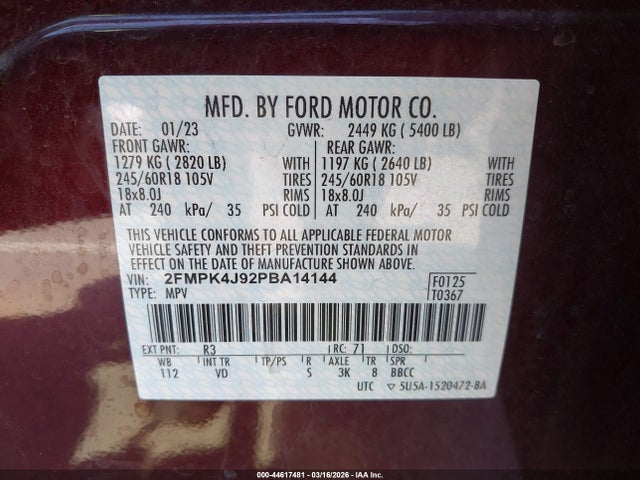 MFD. BY FORD MOTOR CO.
DATE: 01/23 GVWR: 2449 KG ( 5400 LB)
FRONT GAWR: REAR GAWR:
1279 KG ( 2820 LB) WITH 1197 KG ( 2640 LB) WITH
245/60R18 105V TIRES 245/60R18 105V TIRES
18x8.0J RIMS 18x8.0J RIMS
AT 240 kPa/ 35 PSI COLD AT 240 kPa/ 35 PSI COLD
THIS VEHICLE CONFORMS TO ALL APPLICABLE FEDERAL MOTOR
VEHICLE SAFETY AND THEFT PREVENTION STANDARDS IN
EFFECT ON THE DATE OF MANUFACTURE SHOWN ABOVE.
VIN: 2FMPK4J92PBA14144 F0125
TYPE: MPV T0367
EXT PNT: R3 RC: 71 DSO:
WB INT TR TP/PS R AXLE TR SPR
112 VD S 3K 8 BBCC
UTC ▽ 5U5A-1520472-BA
000-44617481 - 03/16/2026 - IAA Inc.